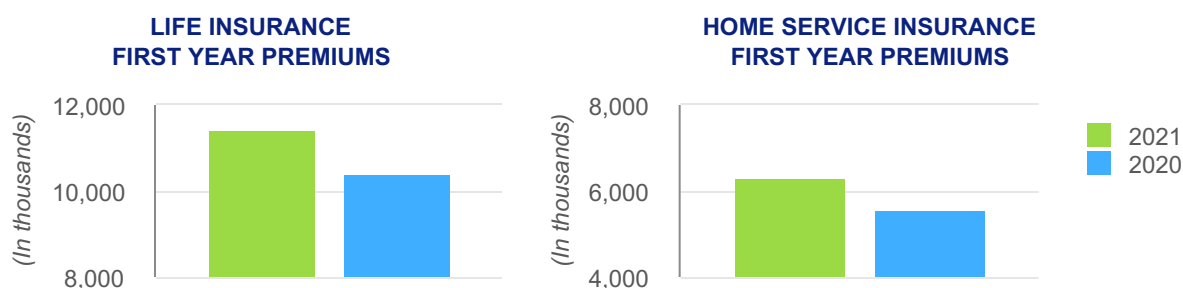 LIFE INSURANCE
FIRST YEAR PREMIUMS
(In thousands)
12,000
10,000
8,000
HOME SERVICE INSURANCE
FIRST YEAR PREMIUMS
(In thousands)
8,000
6,000
4,000
2021
2020